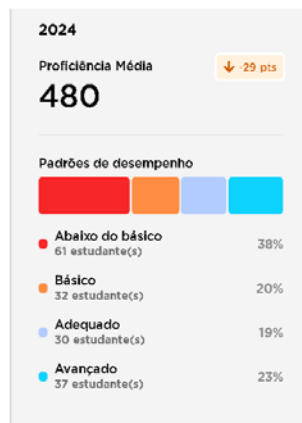 2024
Proficiência Média
↓ -29 pts
480
Padrões de desempenho
Abaixo do básico
61 estudante(s)
38%
Básico
32 estudante(s)
20%
Adequado
30 estudante(s)
19%
Avançado
37 estudante(s)
23%